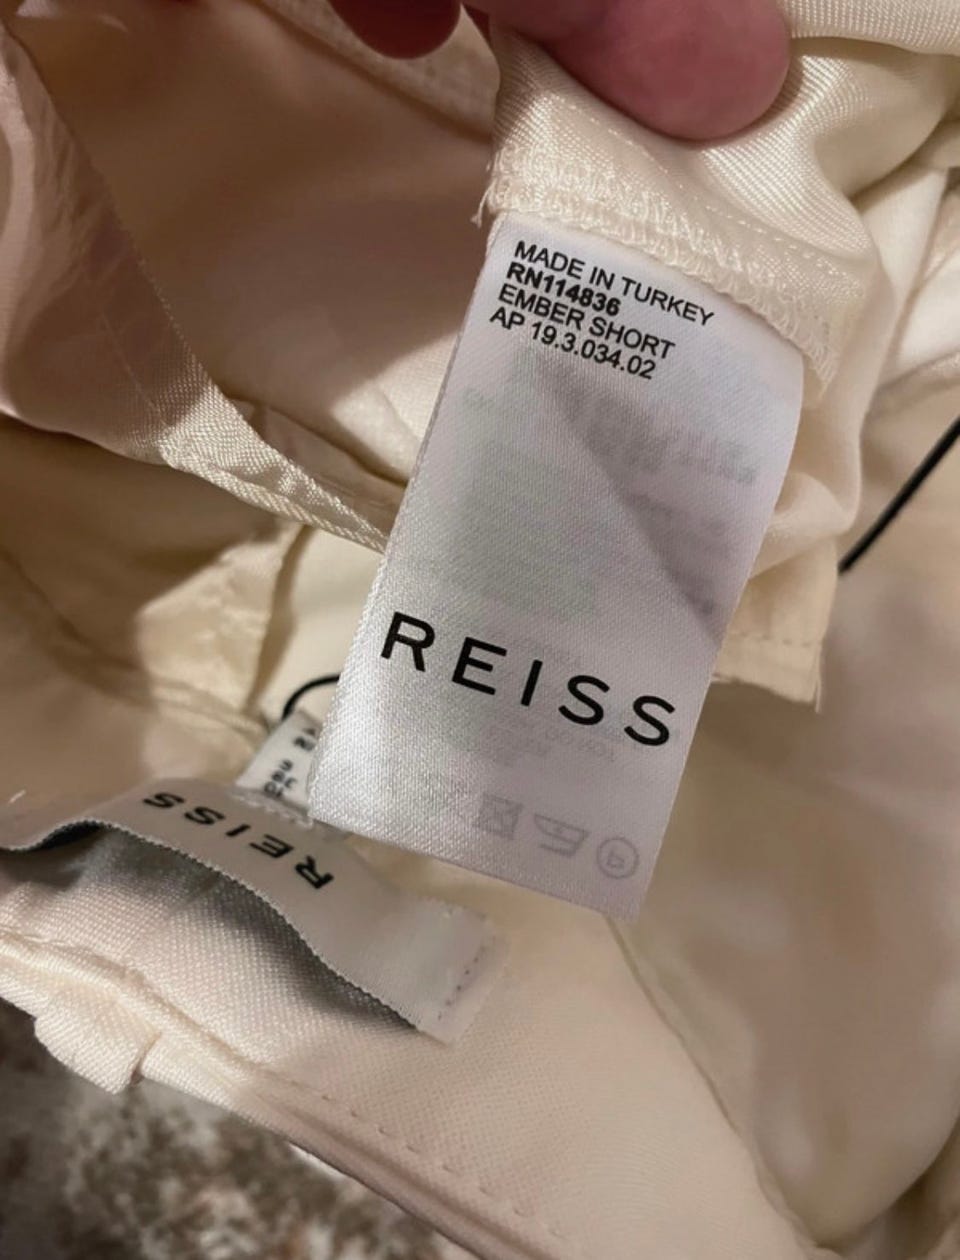 MADE IN TURKEY
RN114836
EMBER SHORT
AP 19.3.034.02
REISS
REISS
P